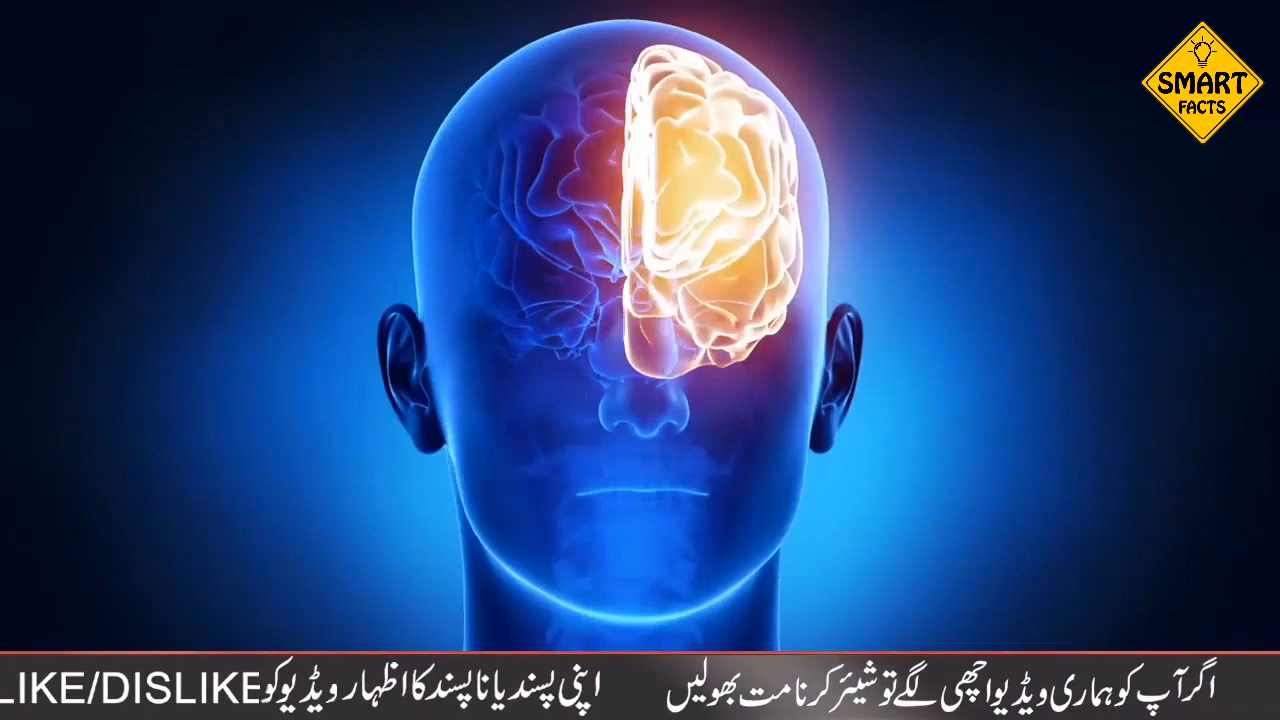 SMART
FACTS
اگر آپ کو ہماری ویڈیو اچھی لگے تو شیئر کرنا مت بھولیں اپنی پسند یا ناپسند کا اظہار ویڈیو کو LIKE/DISLIKE